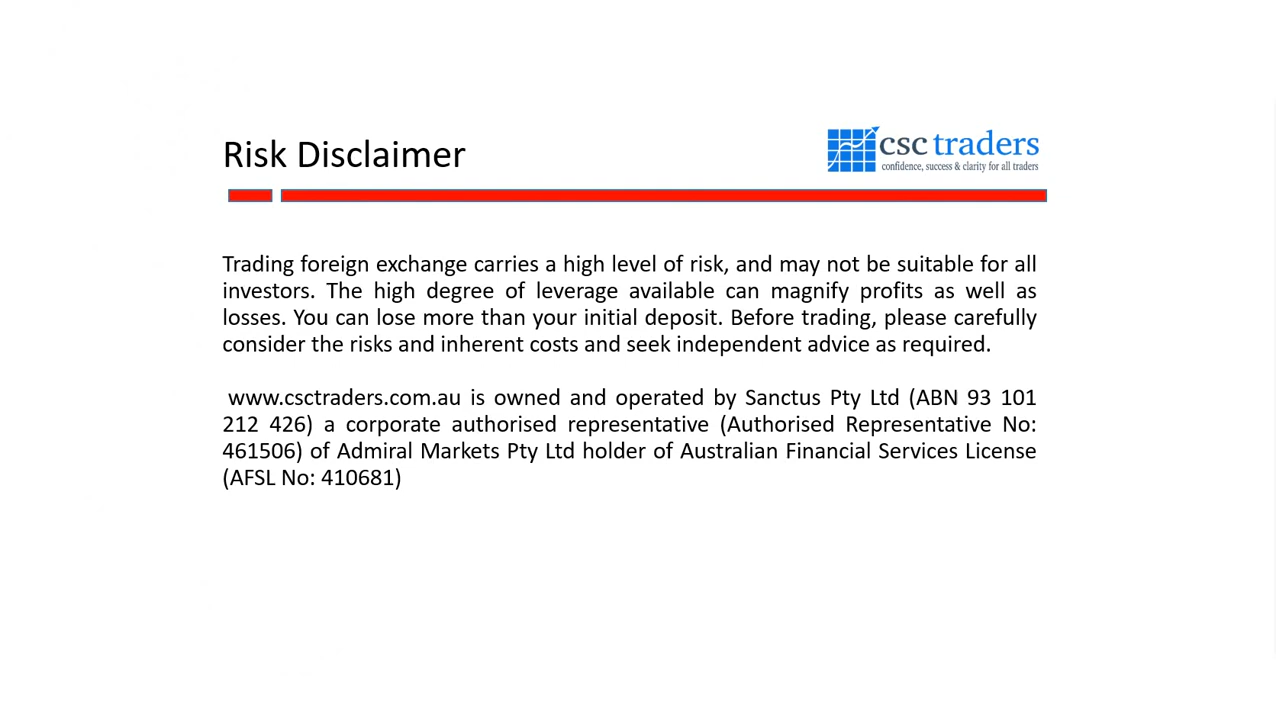 Risk Disclaimer
csc traders
confidence, success & clarity for all traders
Trading foreign exchange carries a high level of risk, and may not be suitable for all
investors. The high degree of leverage available can magnify profits as well as
losses. You can lose more than your initial deposit. Before trading, please carefully
consider the risks and inherent costs and seek independent advice as required.
www.csctraders.com.au is owned and operated by Sanctus Pty Ltd (ABN 93 101
212 426) a corporate authorised representative (Authorised Representative No:
461506) of Admiral Markets Pty Ltd holder of Australian Financial Services License
(AFSL No: 410681)